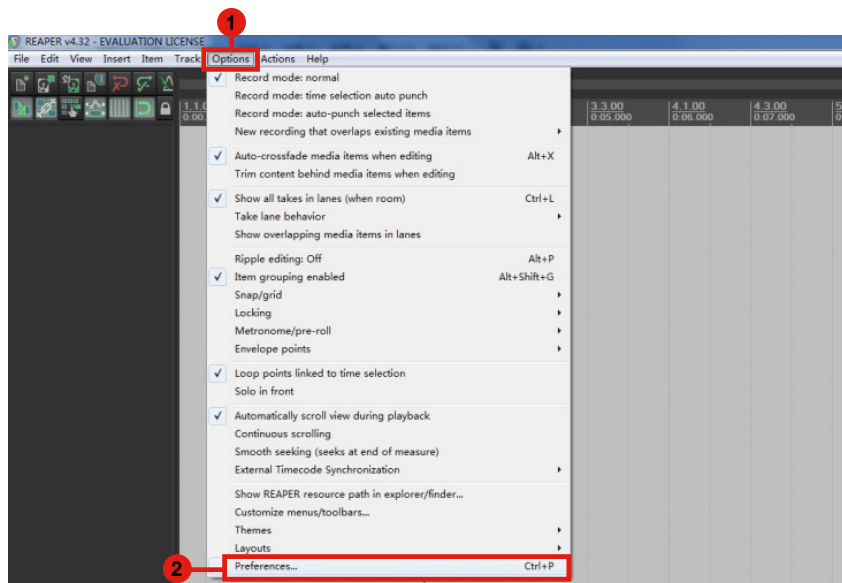 1
REAPER v4.32 - EVALUATION LICENSE
File Edit View Insert Item Track Options Actions Help
Record mode: normal
Record mode: time selection auto punch
Record mode: auto-punch selected items
New recording that overlaps existing media items
Auto-crossfade media items when editing Alt+X
Trim content behind media items when editing
Show all takes in lanes (when room) Ctrl+L
Take lane behavior
Show overlapping media items in lanes
Ripple editing: Off Alt+P
Item grouping enabled Alt+Shift+G
Snap/grid
Locking
Metronome/pre-roll
Envelope points
Loop points linked to time selection
Solo in front
Automatically scroll view during playback
Continuous scrolling
Smooth seeking (seeks at end of measure)
External Timecode Synchronization
Show REAPER resource path in explorer/finder...
Customize menus/toolbars...
Themes
Layouts
2 Preferences... Ctrl+P
3.3.00 4.1.00 4.3.00
0:05.000 0:06.000 0:07.000